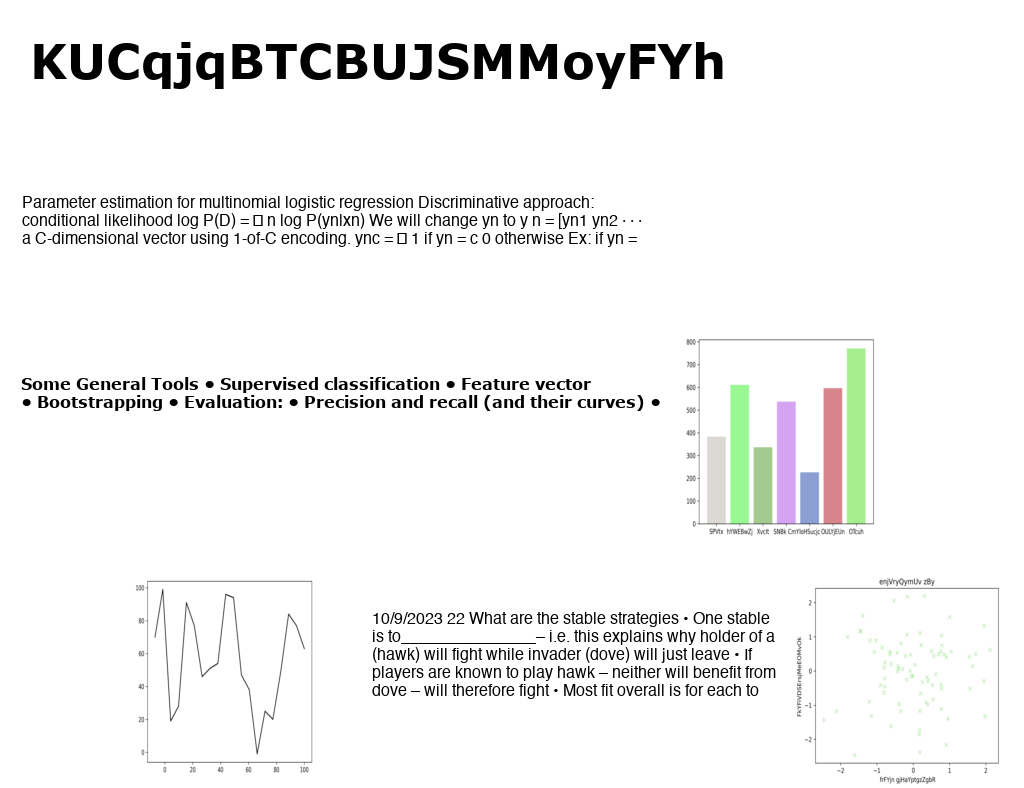 KUCqjqBTCBUJSMMoyFYh
Parameter estimation for multinomial logistic regression Discriminative approach:
conditional likelihood log P(D) = □ n log P(yn|xn) We will change yn to y n = [yn1 yn2 · · ·
a C-dimensional vector using 1-of-C encoding. ync = □ 1 if yn = c 0 otherwise Ex: if yn =
Some General Tools ● Supervised classification ● Feature vector
● Bootstrapping ● Evaluation: ● Precision and recall (and their curves) ●
800
700
600
500
400
300
200
100
0
SPVtx hYWEBwZj Xvclt SNBk CmYloHSucjc OULYjEUn OTcuh
100
80
60
40
20
0
0 20 40 60 80 100
10/9/2023 22 What are the stable strategies • One stable
is to________________– i.e. this explains why holder of a
(hawk) will fight while invader (dove) will just leave • If
players are known to play hawk – neither will benefit from
dove – will therefore fight • Most fit overall is for each to
enjVryQymUv zBy
2
1
0
−1
−2
−2 −1 0 1 2
frFYjn gjHaYptgzZgbR